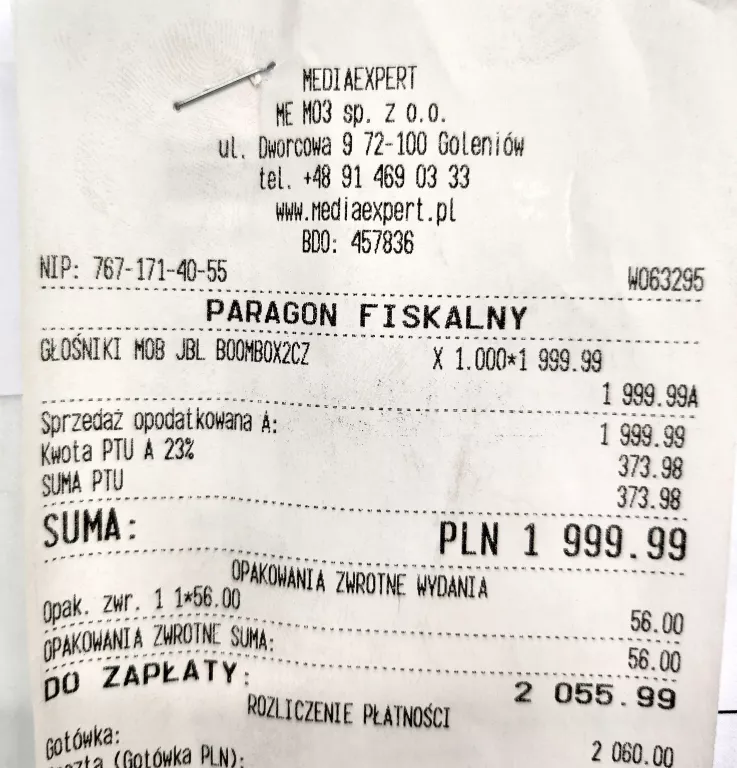 MEDIAEXPERT
ME M03 sp. z o.o.
ul. Dworcowa 9 72-100 Goleniów
tel. +48 91 469 03 33
www.mediaexpert.pl
BDO: 457836
NIP: 767-171-40-55 W063295
PARAGON FISKALNY
GŁOŚNIKI MOB JBL BOOMBOX2CZ X 1.000*1 999.99
1 999.99A
Sprzedaż opodatkowana A: 1 999.99
Kwota PTU A 23% 373.98
SUMA PTU 373.98
SUMA: PLN 1 999.99
OPAKOWANIA ZWROTNE WYDANIA
Opak. zwr. 1 1*56.00 56.00
OPAKOWANIA ZWROTNE SUMA: 56.00
DO ZAPŁATY: 2 055.99
ROZLICZENIE PŁATNOŚCI
Gotówka: 2 060.00
(Gotówka PLN):